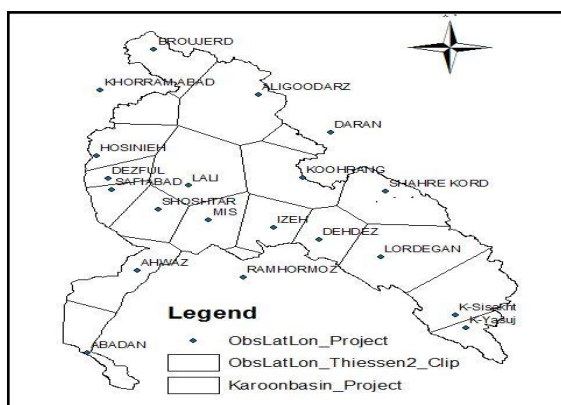 BROUJERD
KHORRAMABAD
ALIGOODARZ
DARAN
HOSINIEH
DEZFUL
SAFIABAD
LALI
KOOHRANG
SHAHRE KORD
SHOSHTAR
MIS
IZEH
DEHDEZ
LORDEGAN
AHWAZ
RAMHORMOZ
K-Sisakht
K-Yasuj
ABADAN
Legend
ObsLatLon_Project
ObsLatLon_Thiessen2_Clip
Karoonbasin_Project